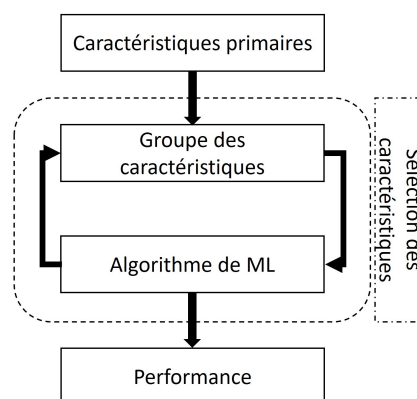 Caractéristiques primaires
Groupe des
caractéristiques
Algorithme de ML
Performance
Sélection des
caractéristiques